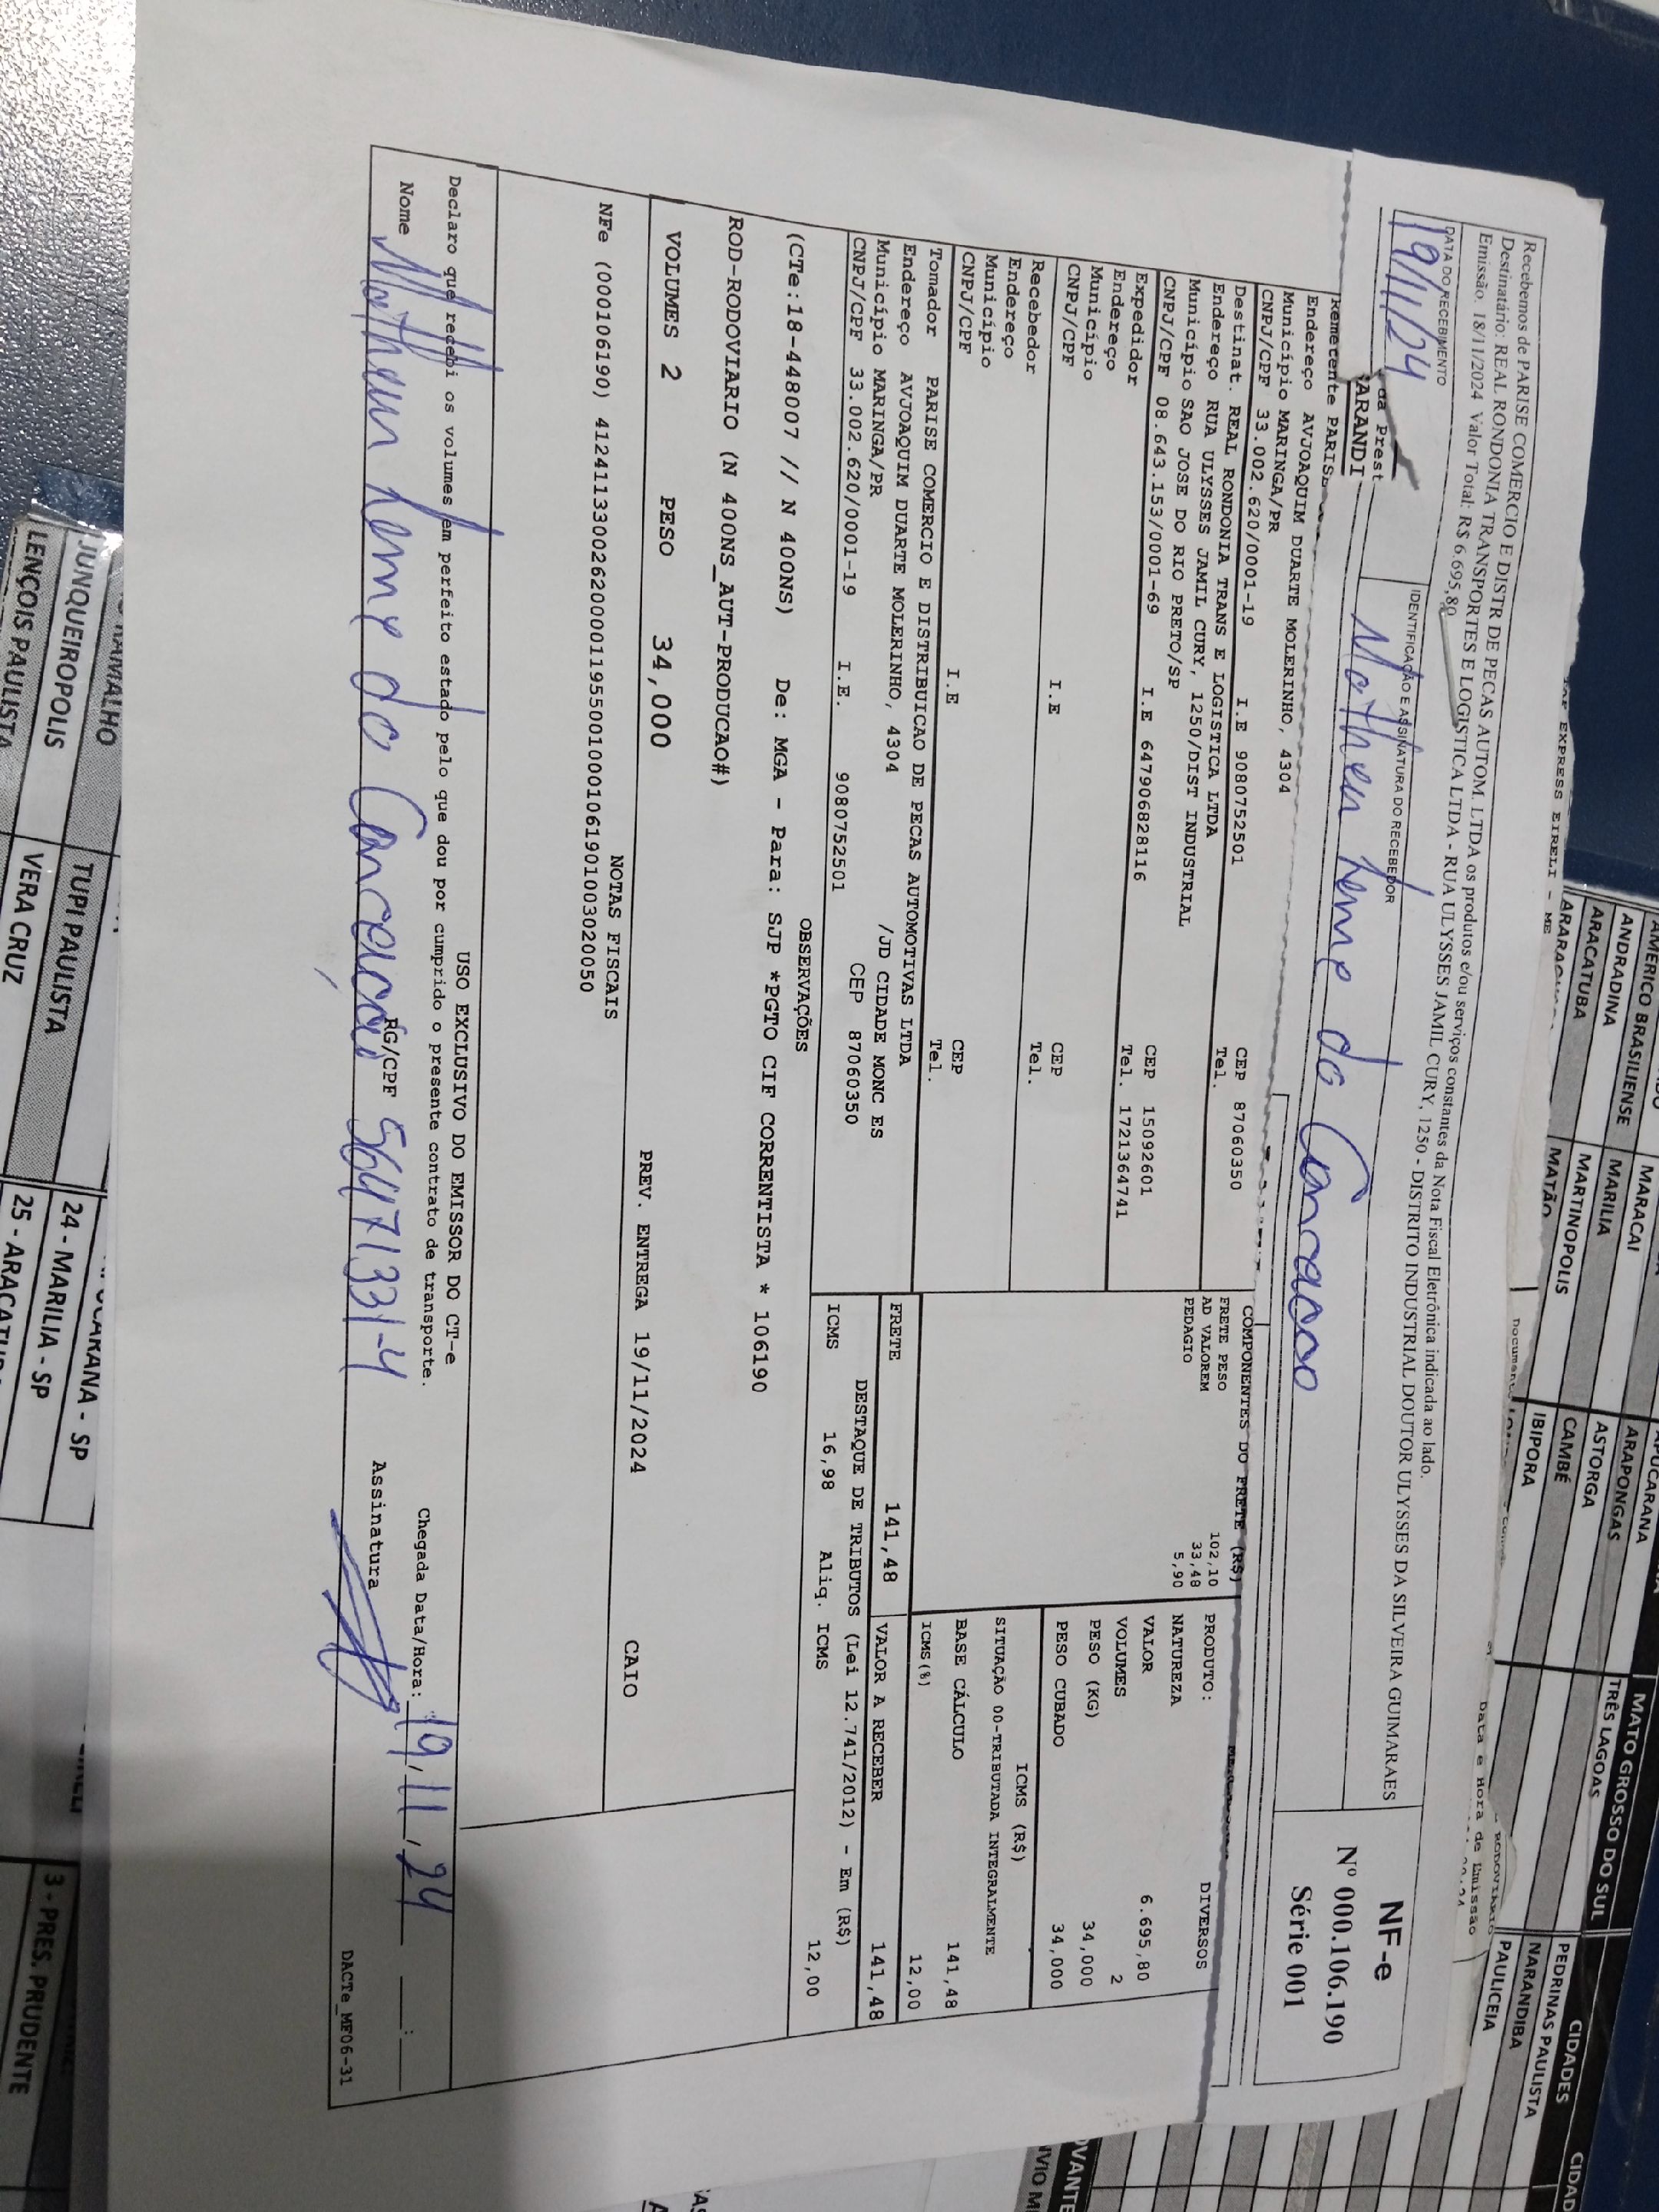 Recebemos de PARISE COMERCIO E DISTR DE PECAS AUTOM. LTDA os produtos e/ou serviços constantes da Nota Fiscal Eletrônica indicada ao lado.
Destinatário: REAL RONDONIA TRANSPORTES E LOGISTICA LTDA - RUA ULYSSES JAMIL CURY, 1250 - DISTRITO INDUSTRIAL DOUTOR ULYSSES DA SILVEIRA GUIMARAES
Emissão. 18/11/2024 Valor Total: R$ 6.695,80
DATA DO RECEBIMENTO
19/11/24
IDENTIFICAÇÃO E ASSINATURA DO RECEBEDOR
NF-e
Nº 000.106.190
Série 001
da Prest
ARANDI
Remetente PARIS
Endereço AVJOAQUIM DUARTE MOLERINHO, 4304
Município MARINGA/PR
CNPJ/CPF 33.002.620/0001-19 I.E 9080752501
CEP 87060350
Tel.
Destinat. REAL RONDONIA TRANS E LOGISTICA LTDA
Endereço RUA ULYSSES JAMIL CURY, 1250/DIST INDUSTRIAL
Município SAO JOSE DO RIO PRETO/SP
CNPJ/CPF 08.643.153/0001-69 I.E 647906828116
CEP 15092601
Tel. 1721364741
Expedidor
Endereço
Município
CNPJ/CPF I.E
CEP
Tel.
Recebedor
Endereço
Município
CNPJ/CPF I.E
CEP
Tel.
Tomador PARISE COMERCIO E DISTRIBUICAO DE PECAS AUTOMOTIVAS LTDA
Endereço AVJOAQUIM DUARTE MOLERINHO, 4304 /JD CIDADE MONC ES
Município MARINGA/PR CEP 87060350
CNPJ/CPF 33.002.620/0001-19 I.E. 9080752501
COMPONENTES DO FRETE (R$)
FRETE PESO 102,10
AD VALOREM 33,48
PEDAGIO 5,90
PRODUTO: DIVERSOS
NATUREZA
VALOR 6.695,80
VOLUMES 2
PESO (KG) 34,000
PESO CUBADO 34,000
ICMS (R$)
SITUAÇÃO 00-TRIBUTADA INTEGRALMENTE
BASE CÁLCULO 141,48
ICMS(%) 12,00
FRETE 141,48 VALOR A RECEBER 141,48
DESTAQUE DE TRIBUTOS (Lei 12.741/2012) - Em (R$)
ICMS 16,98 Aliq. ICMS 12,00
OBSERVAÇÕES
(CTe:18-448007 // N 400NS) De: MGA - Para: SJP *PGTO CIF CORRENTISTA * 106190
ROD-RODOVIARIO (N 400NS_AUT-PRODUCAO#)
VOLUMES 2 PESO 34,000 PREV. ENTREGA 19/11/2024 CAIO
NOTAS FISCAIS
NFe (000106190) 41241133002620000119550010001061901003020050
USO EXCLUSIVO DO EMISSOR DO CT-e
Declaro que recebi os volumes em perfeito estado pelo que dou por cumprido o presente contrato de transporte.
Chegada Data/Hora: 19,11,24
Nome RG/CPF 56471331-4 Assinatura
DACTe_MF06-31
TOP EXPRESS EIRELI - ME
AMERICO BRASILIENSE
ANDRADINA
ARACATUBA
MARACAI
MARILIA
MARTINOPOLIS
MATÃO
APUCARANA
ARAPONGAS
ASTORGA
CAMBÉ
IBIPORA
MATO GROSSO DO SUL
TRÊS LAGOAS
Data e Hora de Emissão
CIDADES
PEDRINAS PAULISTA
NARANDIBA
PAULICEIA
JUNQUEIROPOLIS
LENÇOIS PAULISTA
TUPI PAULISTA
VERA CRUZ
24 - MARILIA - SP
3 - PRES. PRUDENTE